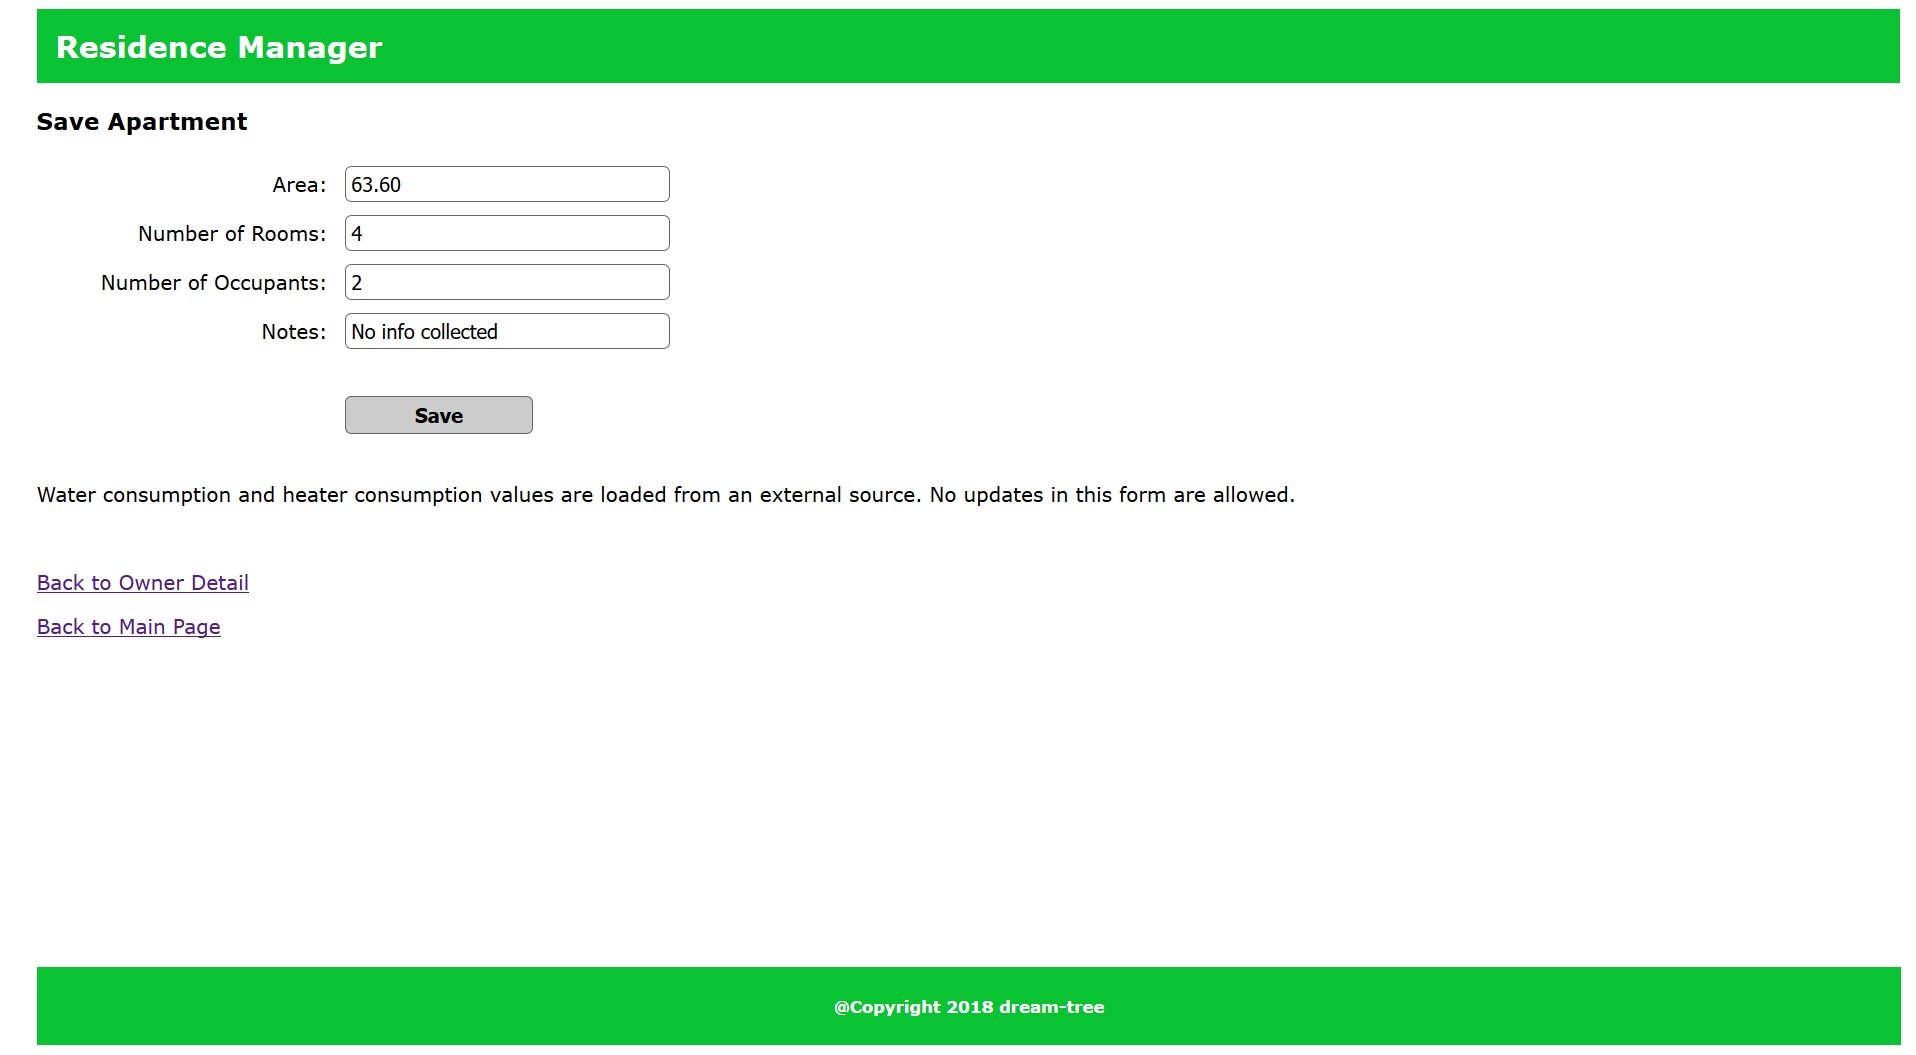 Residence Manager
Save Apartment
Area: 63.60
Number of Rooms: 4
Number of Occupants: 2
Notes: No info collected
Save
Water consumption and heater consumption values are loaded from an external source. No updates in this form are allowed.
Back to Owner Detail
Back to Main Page
@Copyright 2018 dream-tree